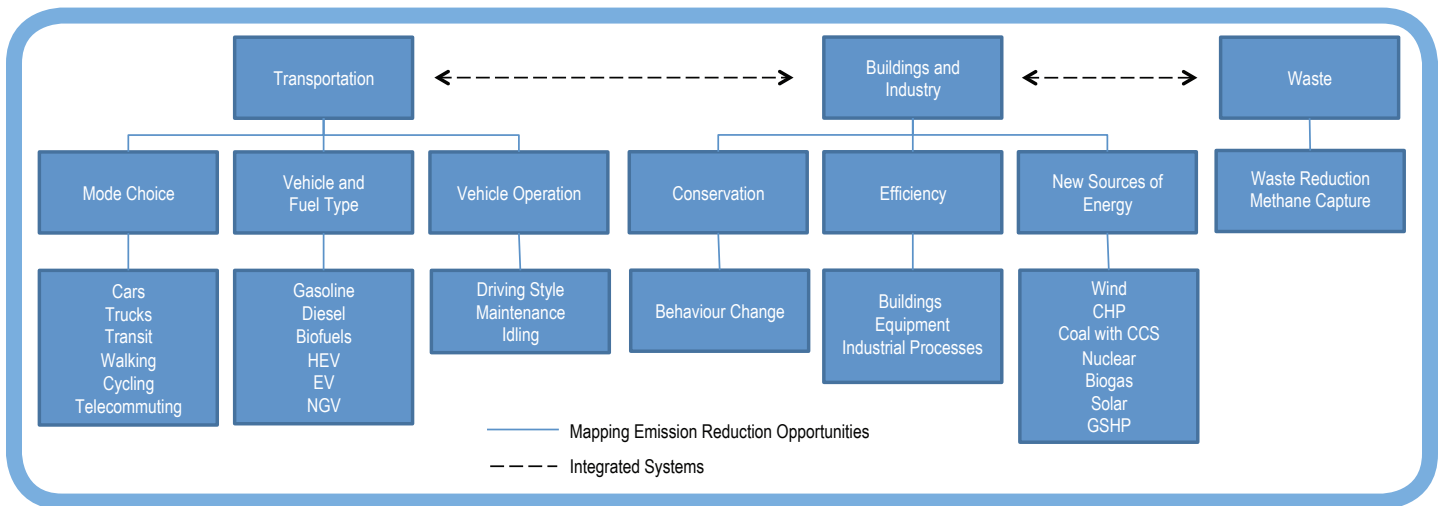 Transportation
Buildings and
Industry
Waste
Mode Choice
Vehicle and
Fuel Type
Vehicle Operation
Conservation
Efficiency
New Sources of
Energy
Waste Reduction
Methane Capture
Cars
Trucks
Transit
Walking
Cycling
Telecommuting
Gasoline
Diesel
Biofuels
HEV
EV
NGV
Driving Style
Maintenance
Idling
Behaviour Change
Buildings
Equipment
Industrial Processes
Wind
CHP
Coal with CCS
Nuclear
Biogas
Solar
GSHP
Mapping Emission Reduction Opportunities
Integrated Systems